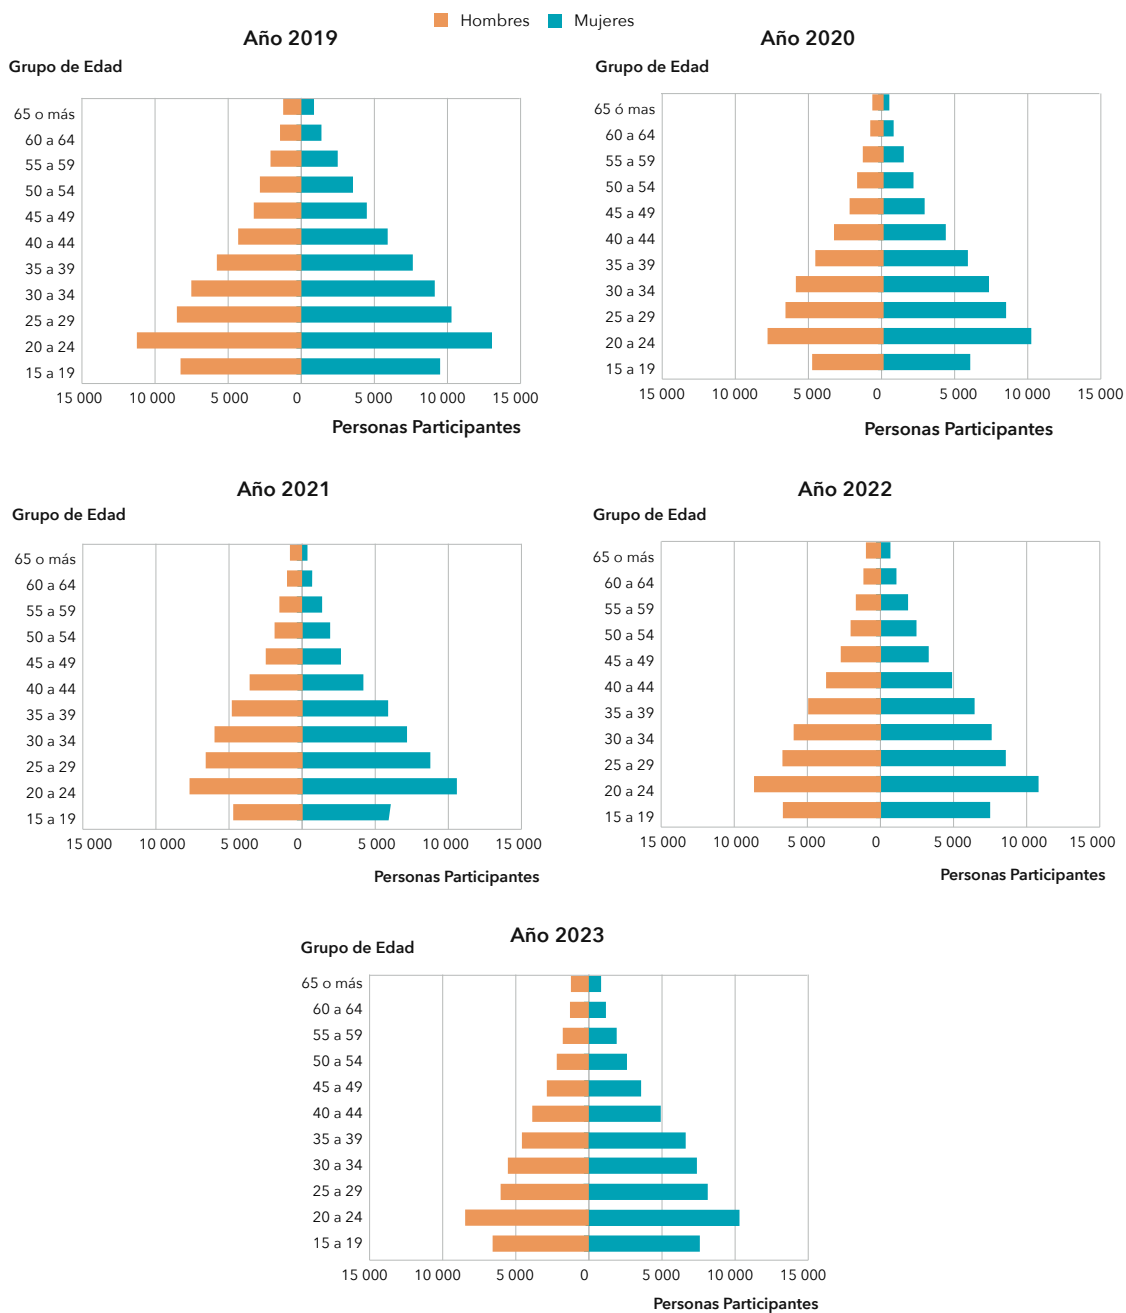 Hombres Mujeres
Año 2019
Grupo de Edad
65 o más
60 a 64
55 a 59
50 a 54
45 a 49
40 a 44
35 a 39
30 a 34
25 a 29
20 a 24
15 a 19
15 000 10 000 5 000 0 5 000 10 000 15 000
Personas Participantes
Año 2020
Grupo de Edad
65 ó mas
60 a 64
55 a 59
50 a 54
45 a 49
40 a 44
35 a 39
30 a 34
25 a 29
20 a 24
15 a 19
15 000 10 000 5 000 0 5 000 10 000 15 000
Personas Participantes
Año 2021
Grupo de Edad
65 o más
60 a 64
55 a 59
50 a 54
45 a 49
40 a 44
35 a 39
30 a 34
25 a 29
20 a 24
15 a 19
15 000 10 000 5 000 0 5 000 10 000 15 000
Personas Participantes
Año 2022
Grupo de Edad
65 o más
60 a 64
55 a 59
50 a 54
45 a 49
40 a 44
35 a 39
30 a 34
25 a 29
20 a 24
15 a 19
15 000 10 000 5 000 0 5 000 10 000 15 000
Personas Participantes
Año 2023
Grupo de Edad
65 o más
60 a 64
55 a 59
50 a 54
45 a 49
40 a 44
35 a 39
30 a 34
25 a 29
20 a 24
15 a 19
15 000 10 000 5 000 0 5 000 10 000 15 000
Personas Participantes